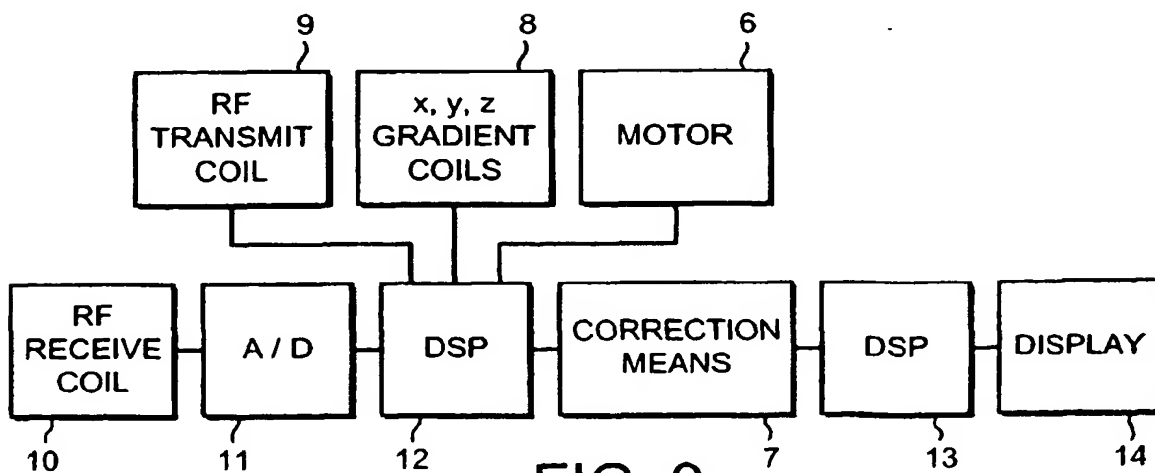 9
8
6
RF
TRANSMIT
COIL
x, y, z
GRADIENT
COILS
MOTOR
RF
RECEIVE
COIL
A / D
DSP
CORRECTION
MEANS
DSP
DISPLAY
10
11
12
7
13
14
FIG.